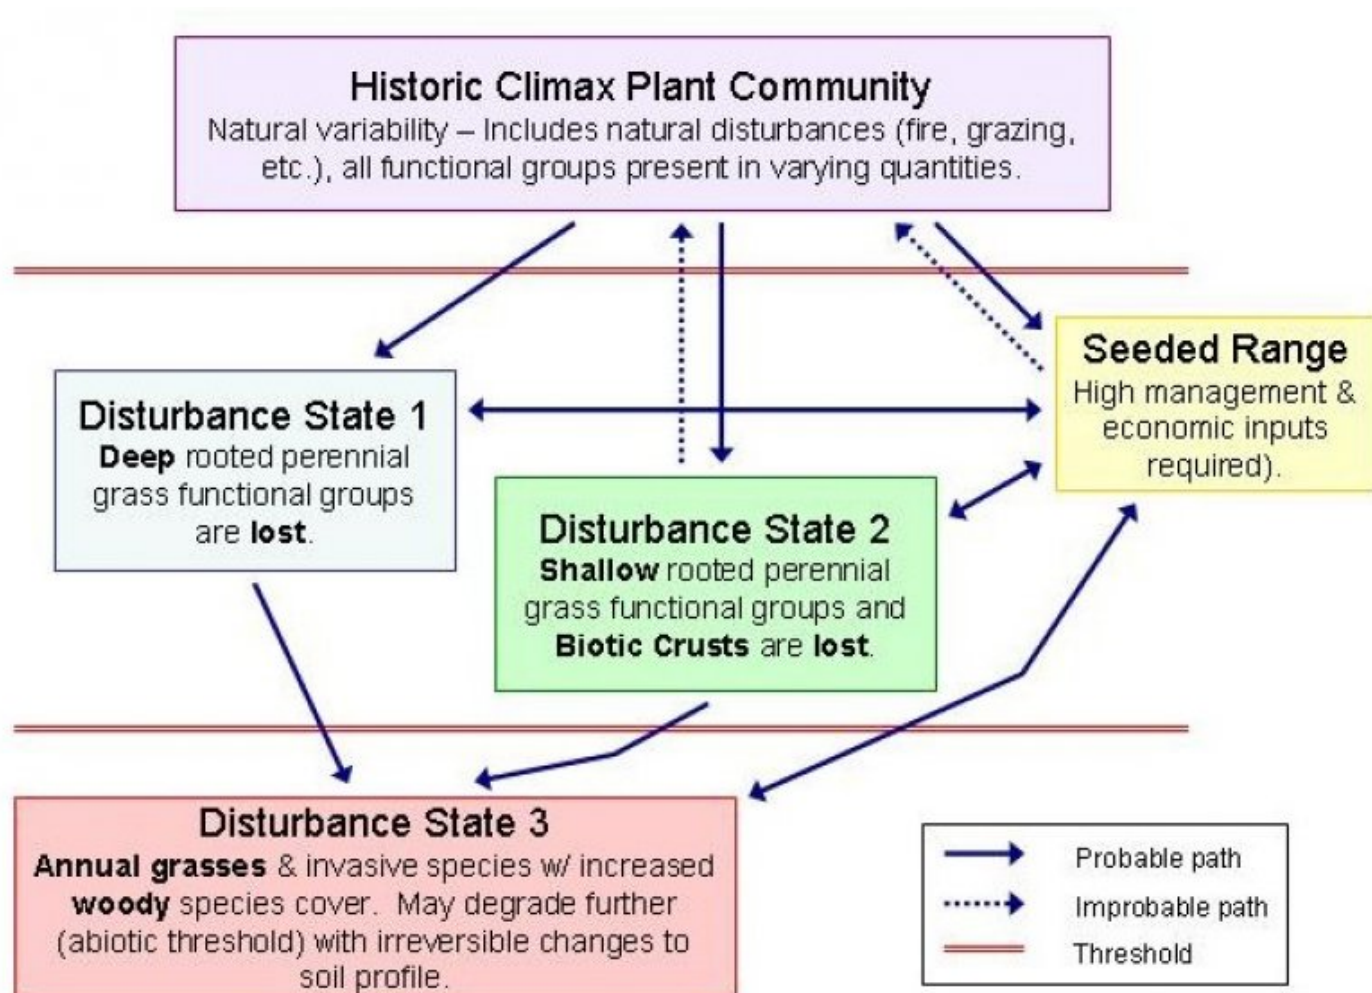 Historic Climax Plant Community
Natural variability – Includes natural disturbances (fire, grazing,
etc.), all functional groups present in varying quantities.
Seeded Range
High management &
economic inputs
required).
Disturbance State 1
Deep rooted perennial
grass functional groups
are lost.
Disturbance State 2
Shallow rooted perennial
grass functional groups and
Biotic Crusts are lost.
Disturbance State 3
Annual grasses & invasive species w/ increased
woody species cover. May degrade further
(abiotic threshold) with irreversible changes to
soil profile.
Probable path
Improbable path
Threshold